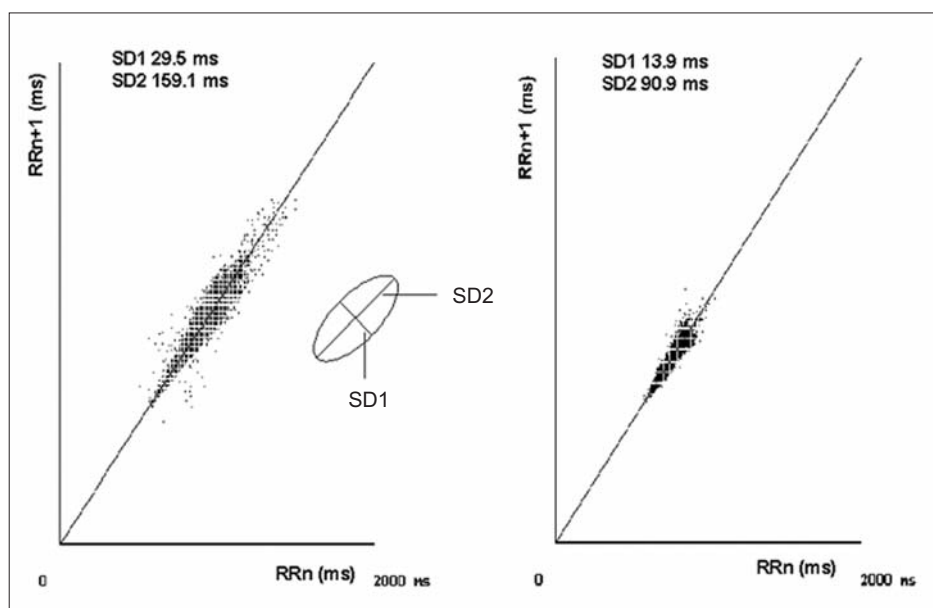 SD1 29.5 ms
SD2 159.1 ms
RRn+1 (ms)
SD2
SD1
RRn (ms)
0
2000 ms
SD1 13.9 ms
SD2 90.9 ms
RRn+1 (ms)
RRn (ms)
0
2000 ms